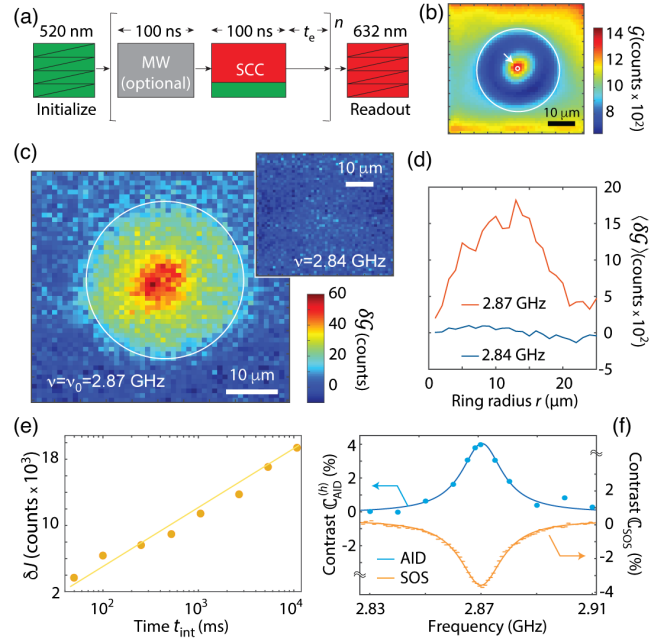 (a)
520 nm
100 ns
100 ns
tₑ
n
632 nm
MW
(optional)
SCC
Initialize
Readout
(b)
10 μm
14
12
10
8
G (counts x 10²)
(c)
10 μm
ν=2.84 GHz
ν=ν₀=2.87 GHz
10 μm
60
40
20
0
δG (counts)
(d)
20
15
10
5
0
-5
⟨δG⟩(counts x10²)
2.87 GHz
2.84 GHz
0
10
20
Ring radius r (μm)
(e)
18
10
2
δJ (counts x 10³)
10²
10³
10⁴
Time t_int (ms)
(f)
4
2
0
-2
Contrast ℂ_AID^(h) (%)
2
0
-2
-4
Contrast ℂ_SOS (%)
AID
SOS
2.83
2.87
2.91
Frequency (GHz)